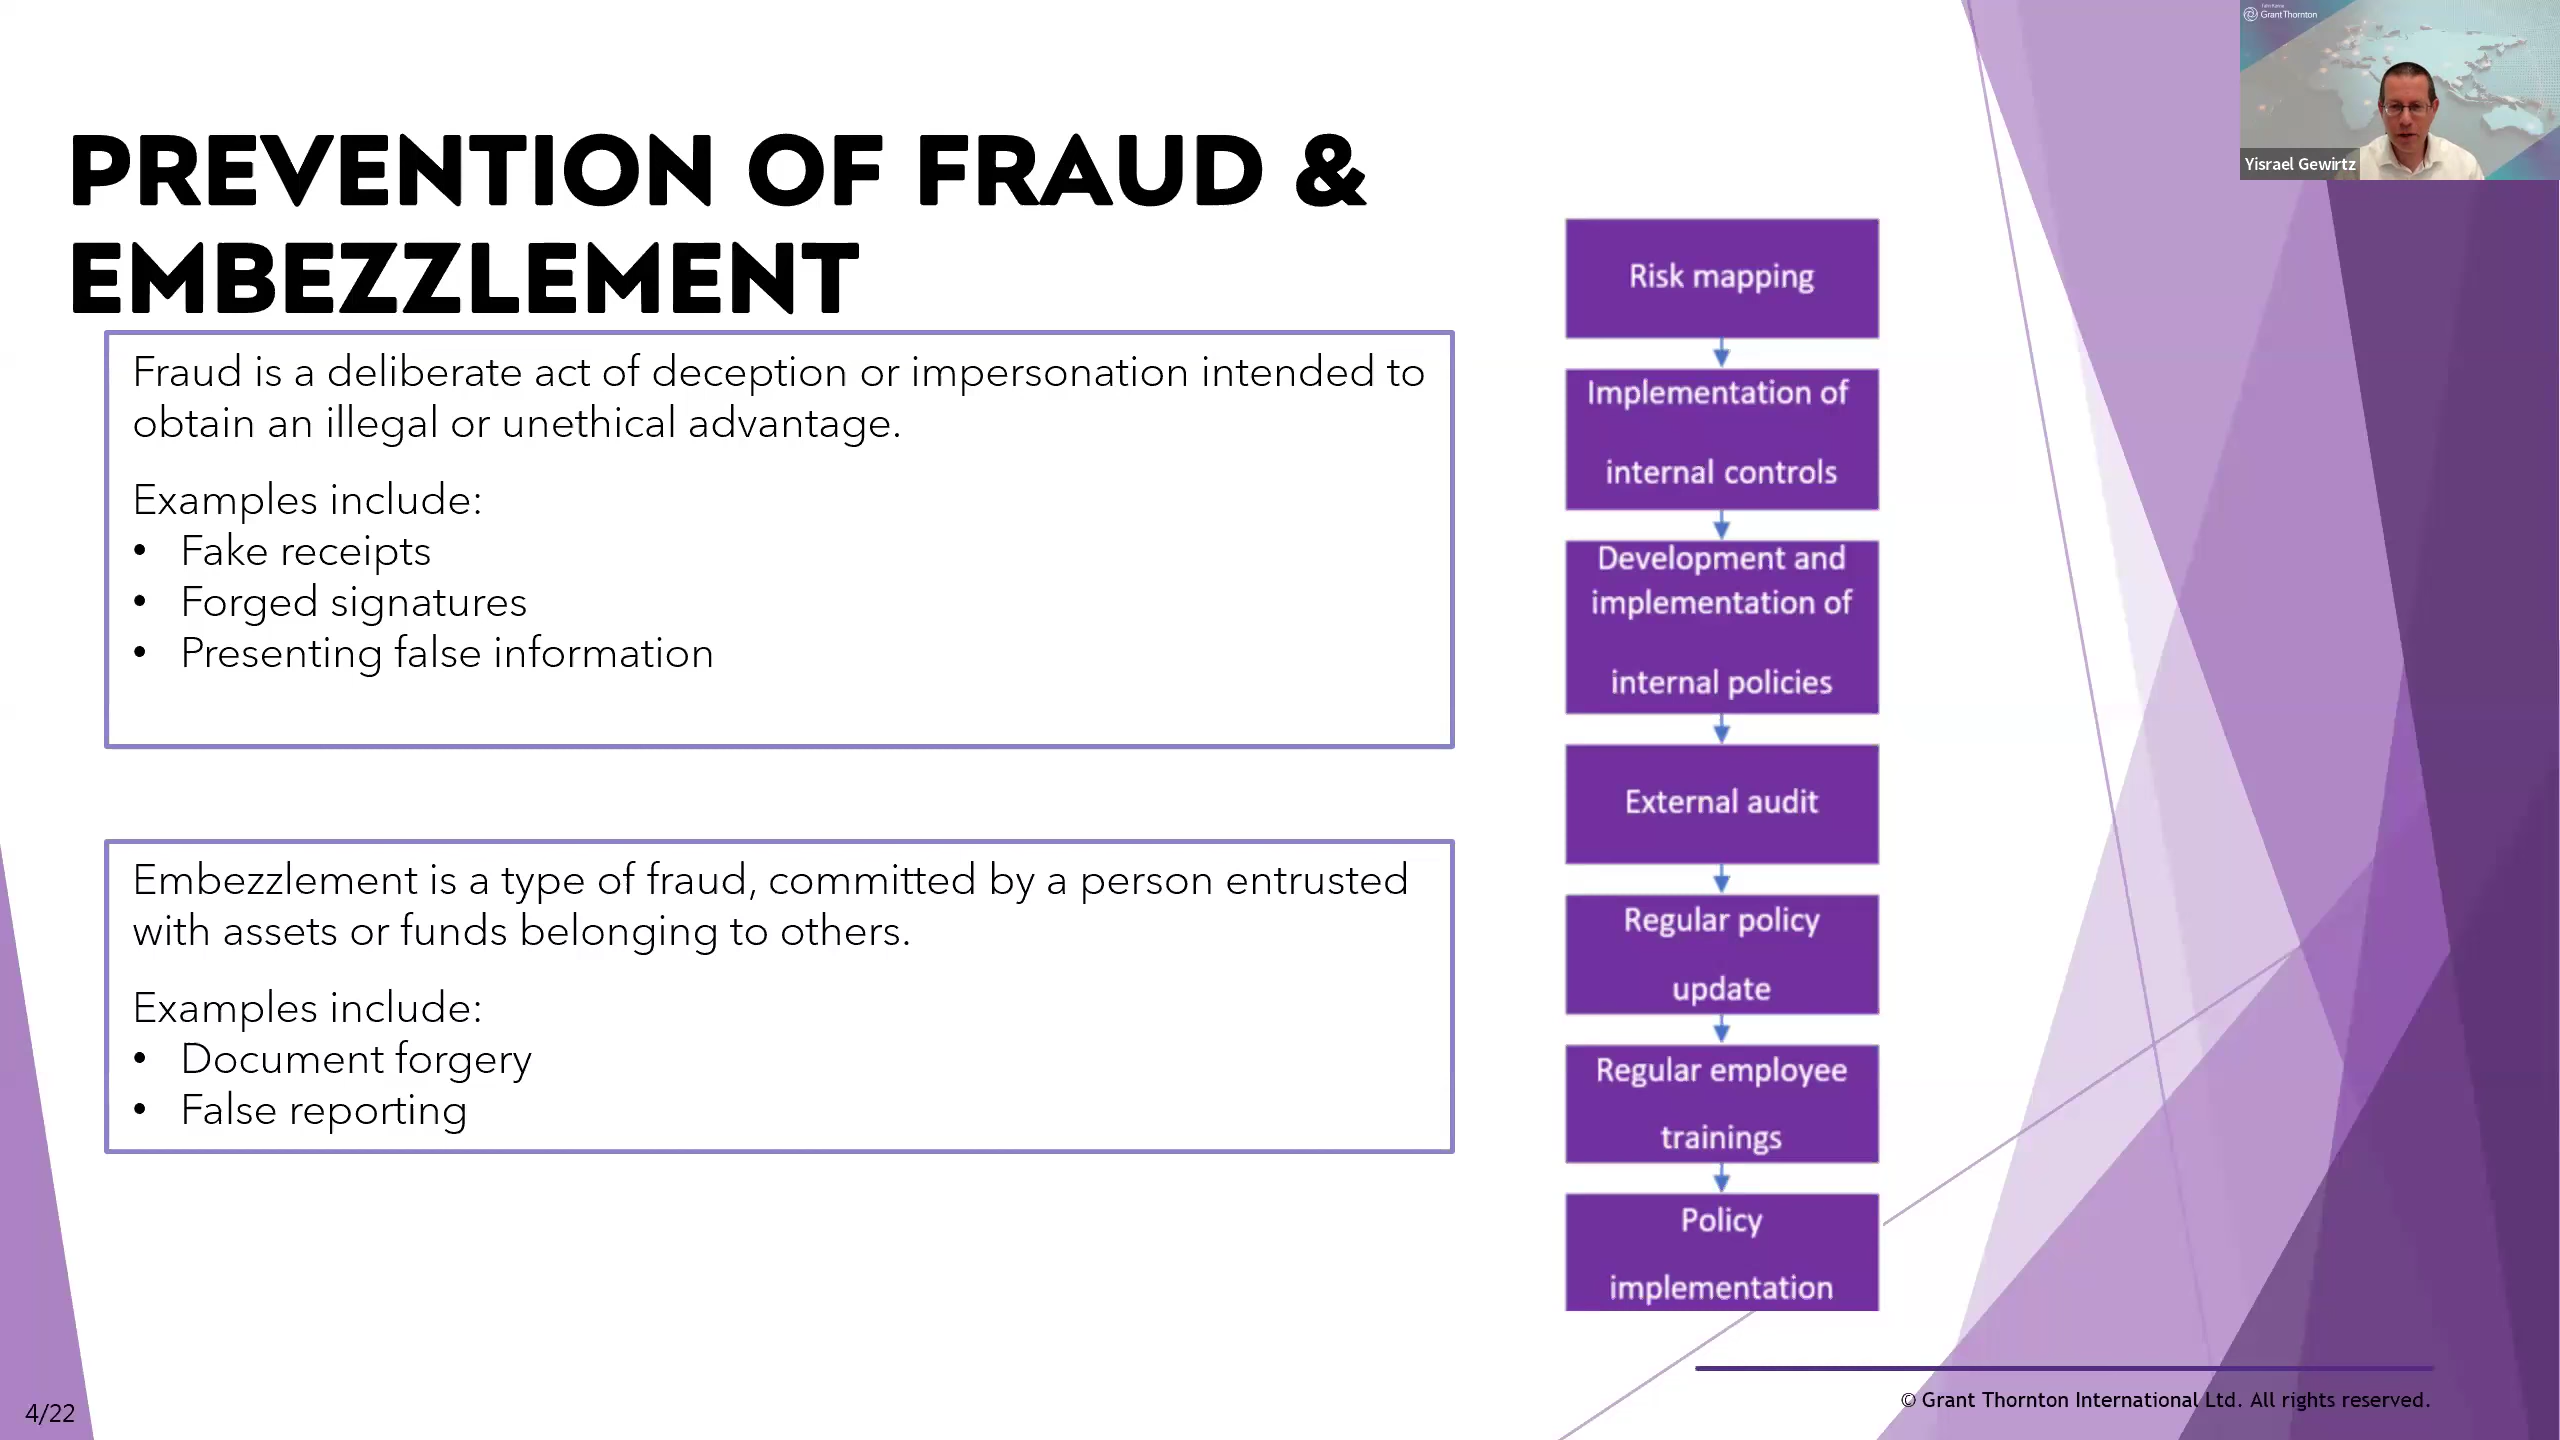 GrantThornton
Yisrael Gewirtz
PREVENTION OF FRAUD &
EMBEZZLEMENT
Fraud is a deliberate act of deception or impersonation intended to
obtain an illegal or unethical advantage.
Examples include:
• Fake receipts
• Forged signatures
• Presenting false information
Embezzlement is a type of fraud, committed by a person entrusted
with assets or funds belonging to others.
Examples include:
• Document forgery
• False reporting
Risk mapping
Implementation of
internal controls
Development and
implementation of
internal policies
External audit
Regular policy
update
Regular employee
trainings
Policy
implementation
4/22
© Grant Thornton International Ltd. All rights reserved.